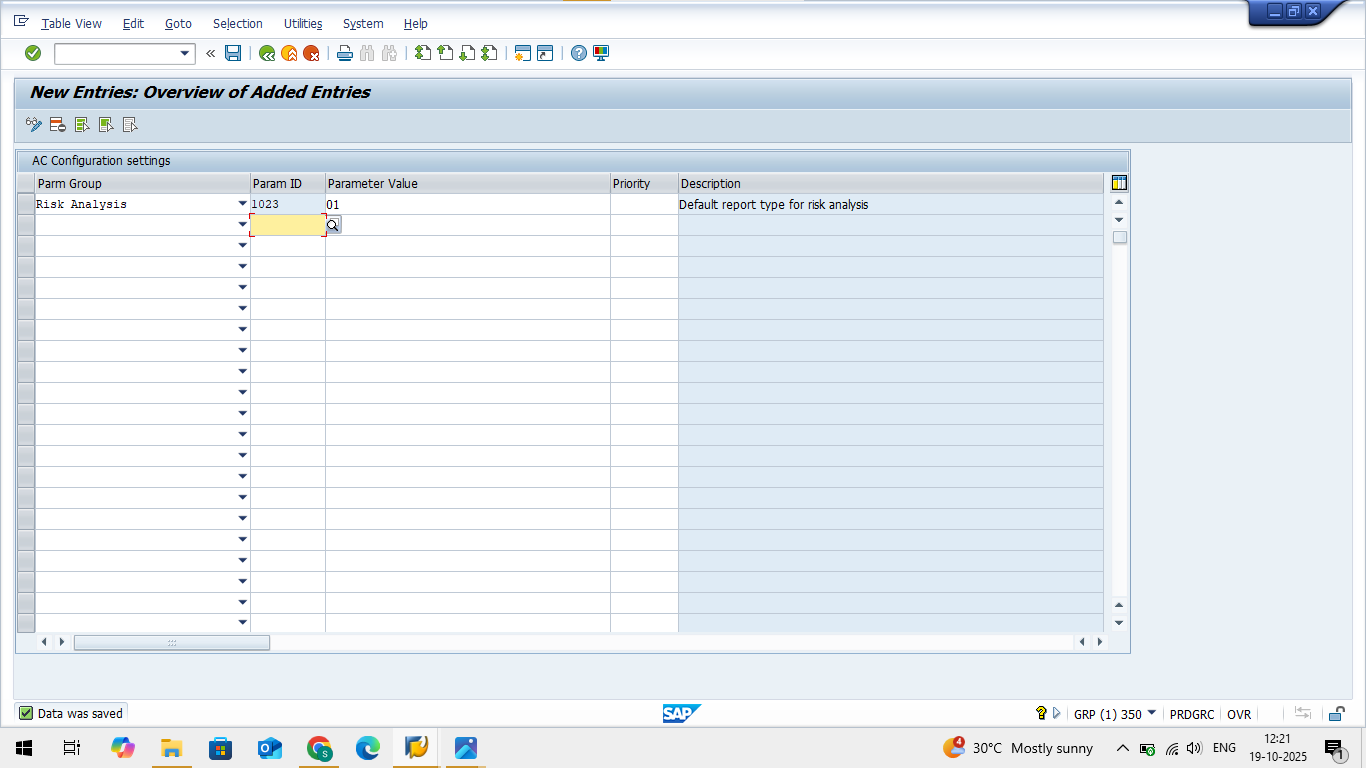 Table View Edit Goto Selection Utilities System Help
New Entries: Overview of Added Entries
AC Configuration settings
Parm Group Param ID Parameter Value Priority Description
Risk Analysis 1023 01 Default report type for risk analysis
Data was saved SAP GRP (1) 350 PRDGRC OVR
4 30°C Mostly sunny ENG 12:21
19-10-2025 1